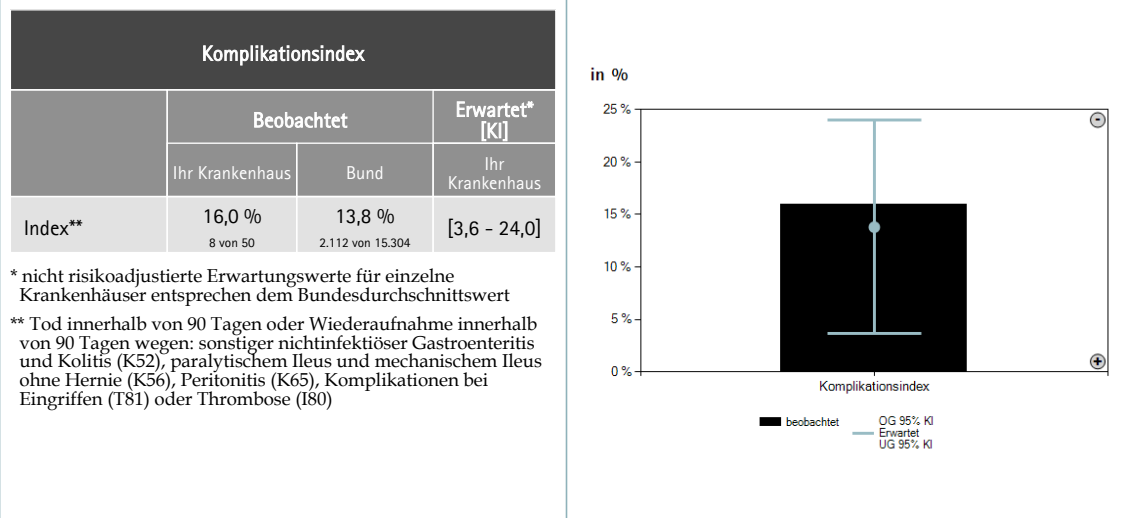 Komplikationsindex
Beobachtet
Erwartet*
[KI]
Ihr Krankenhaus
Bund
Ihr
Krankenhaus
Index**
16,0 %
8 von 50
13,8 %
2.112 von 15.304
[3,6 - 24,0]
* nicht risikoadjustierte Erwartungswerte für einzelne
Krankenhäuser entsprechen dem Bundesdurchschnittswert
** Tod innerhalb von 90 Tagen oder Wiederaufnahme innerhalb
von 90 Tagen wegen: sonstiger nichtinfektiöser Gastroenteritis
und Kolitis (K52), paralytischem Ileus und mechanischem Ileus
ohne Hernie (K56), Peritonitis (K65), Komplikationen bei
Eingriffen (T81) oder Thrombose (I80)
in %
25 %
20 %
15 %
10 %
5 %
0 %
Komplikationsindex
beobachtet
OG 95% KI
Erwartet
UG 95% KI